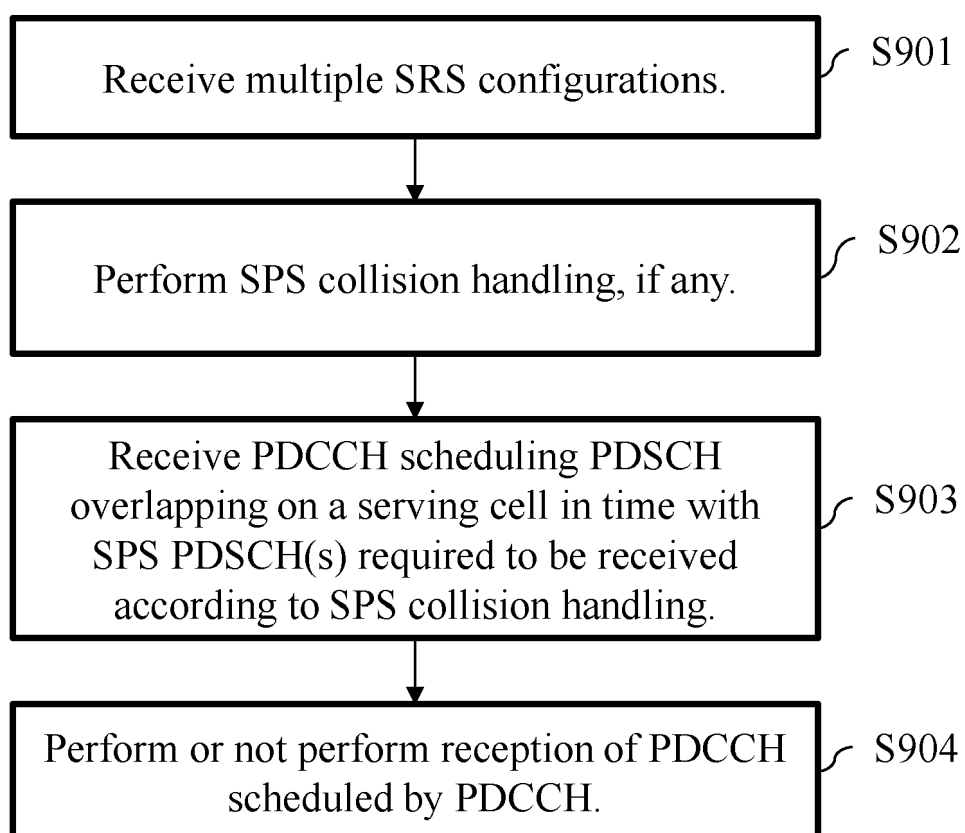 Receive multiple SRS configurations.
S901
Perform SPS collision handling, if any.
S902
Receive PDCCH scheduling PDSCH
overlapping on a serving cell in time with
SPS PDSCH(s) required to be received
according to SPS collision handling.
S903
Perform or not perform reception of PDCCH
scheduled by PDCCH.
S904